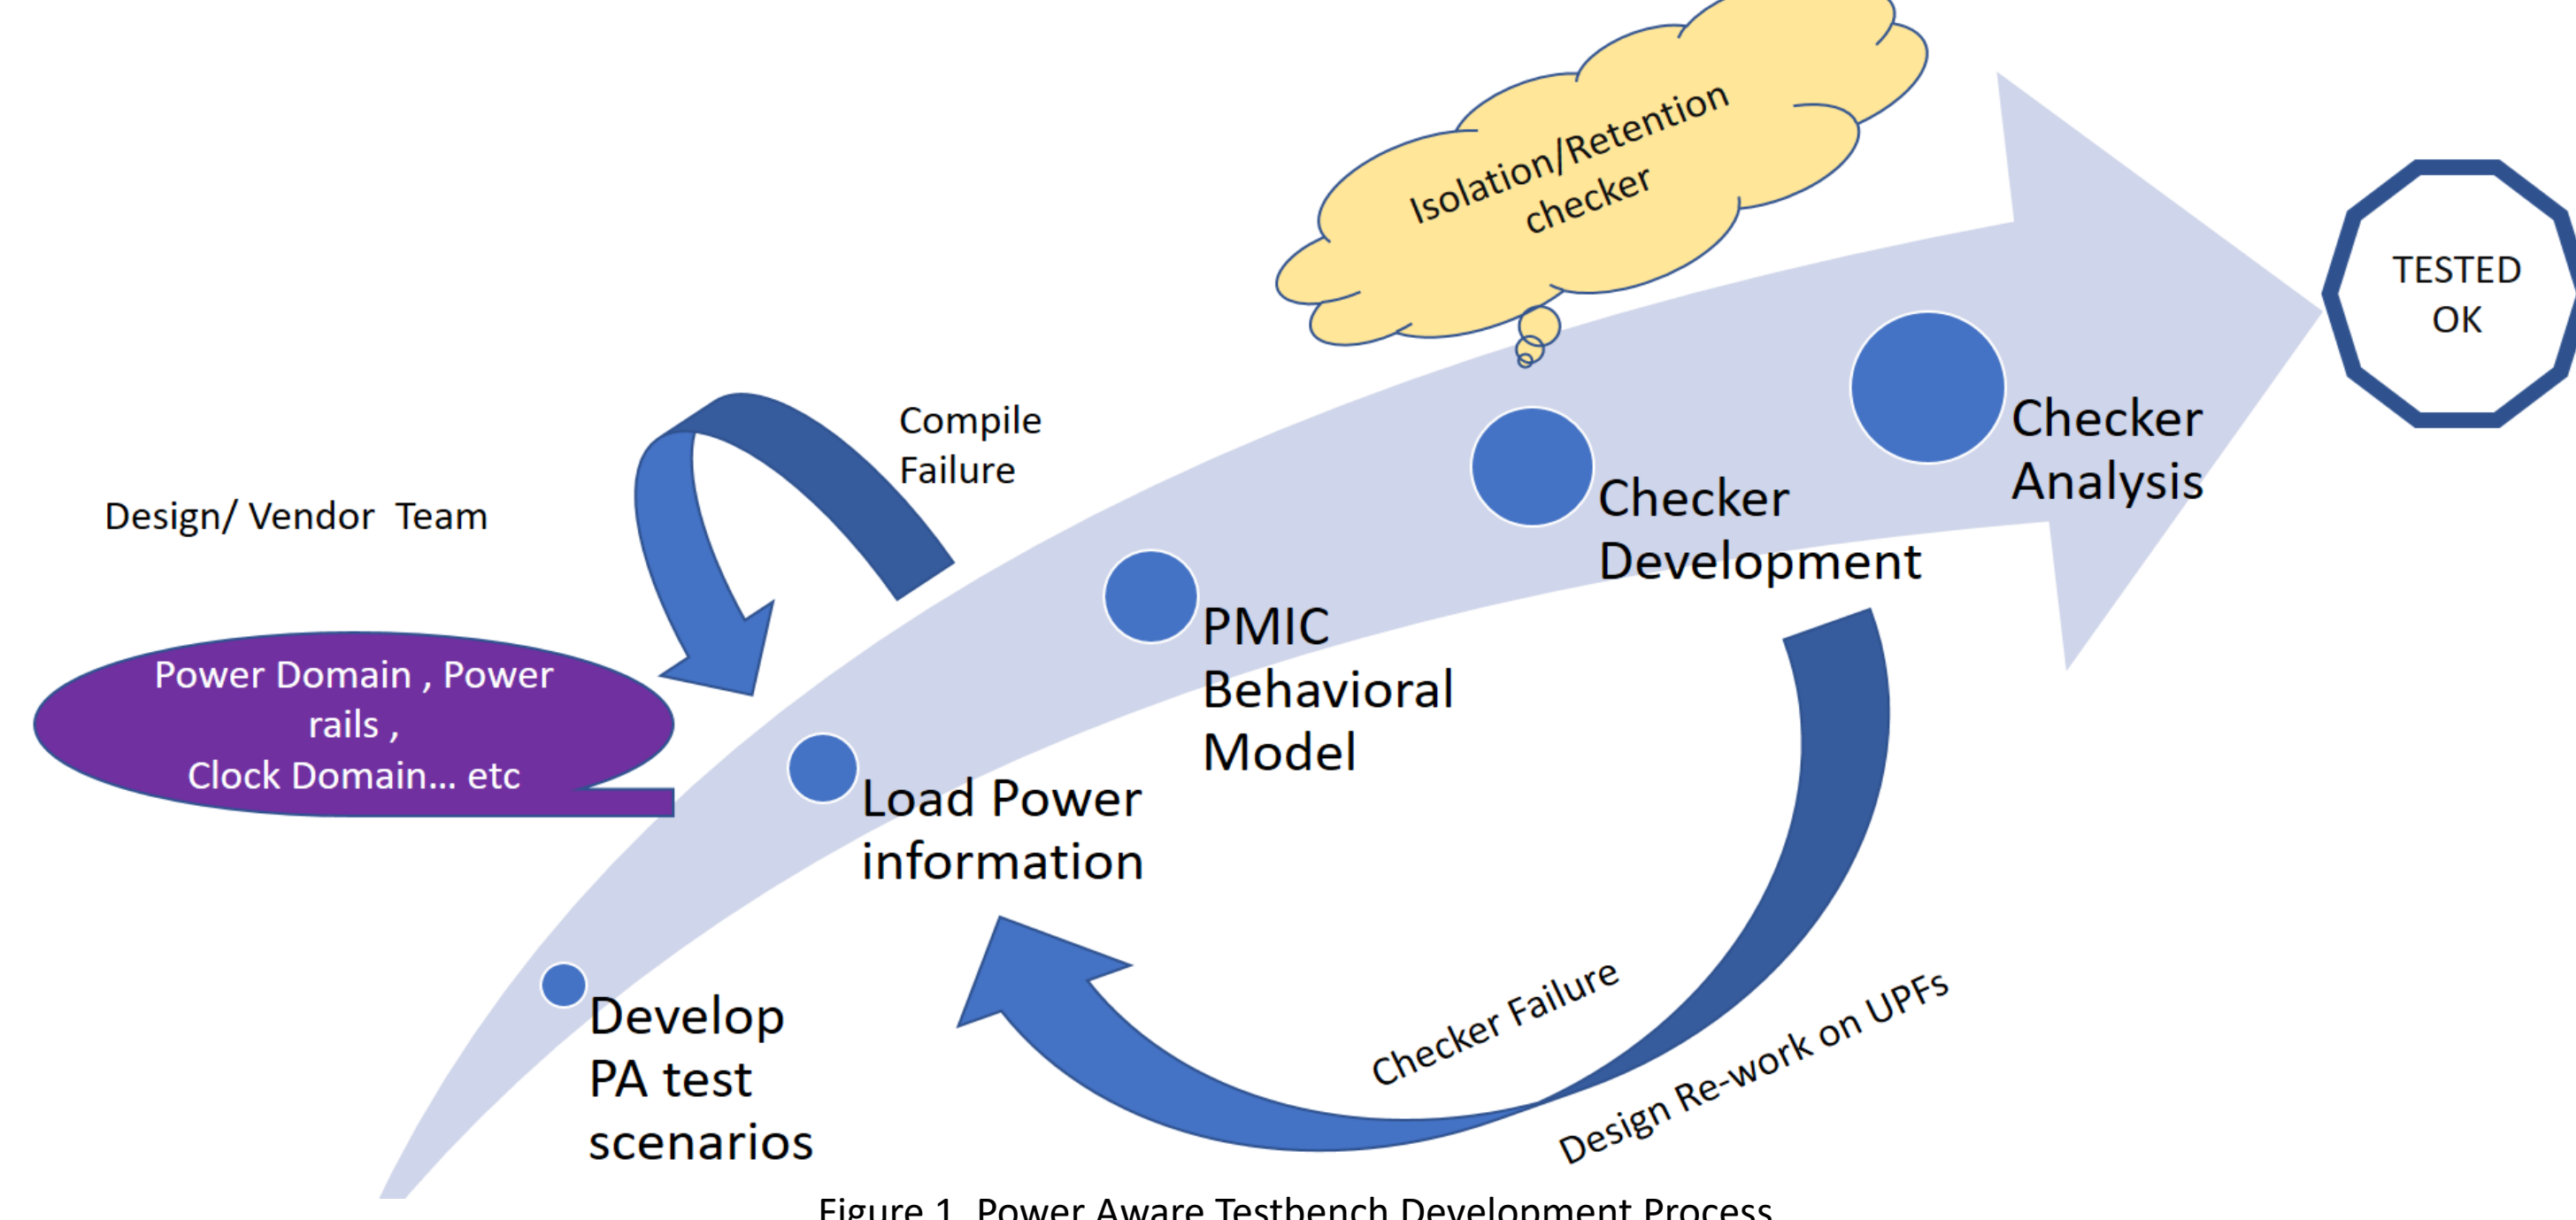 Isolation/Retention
checker
TESTED
OK
Compile
Failure
Checker
Analysis
Design/ Vendor  Team
Checker
Development
PMIC
Behavioral
Model
Power Domain , Power
rails ,
Clock Domain... etc
Load Power
information
Develop
PA test
scenarios
Checker Failure
Design Re-work on UPFs
Figure 1  Power Aware Testbench Development Process